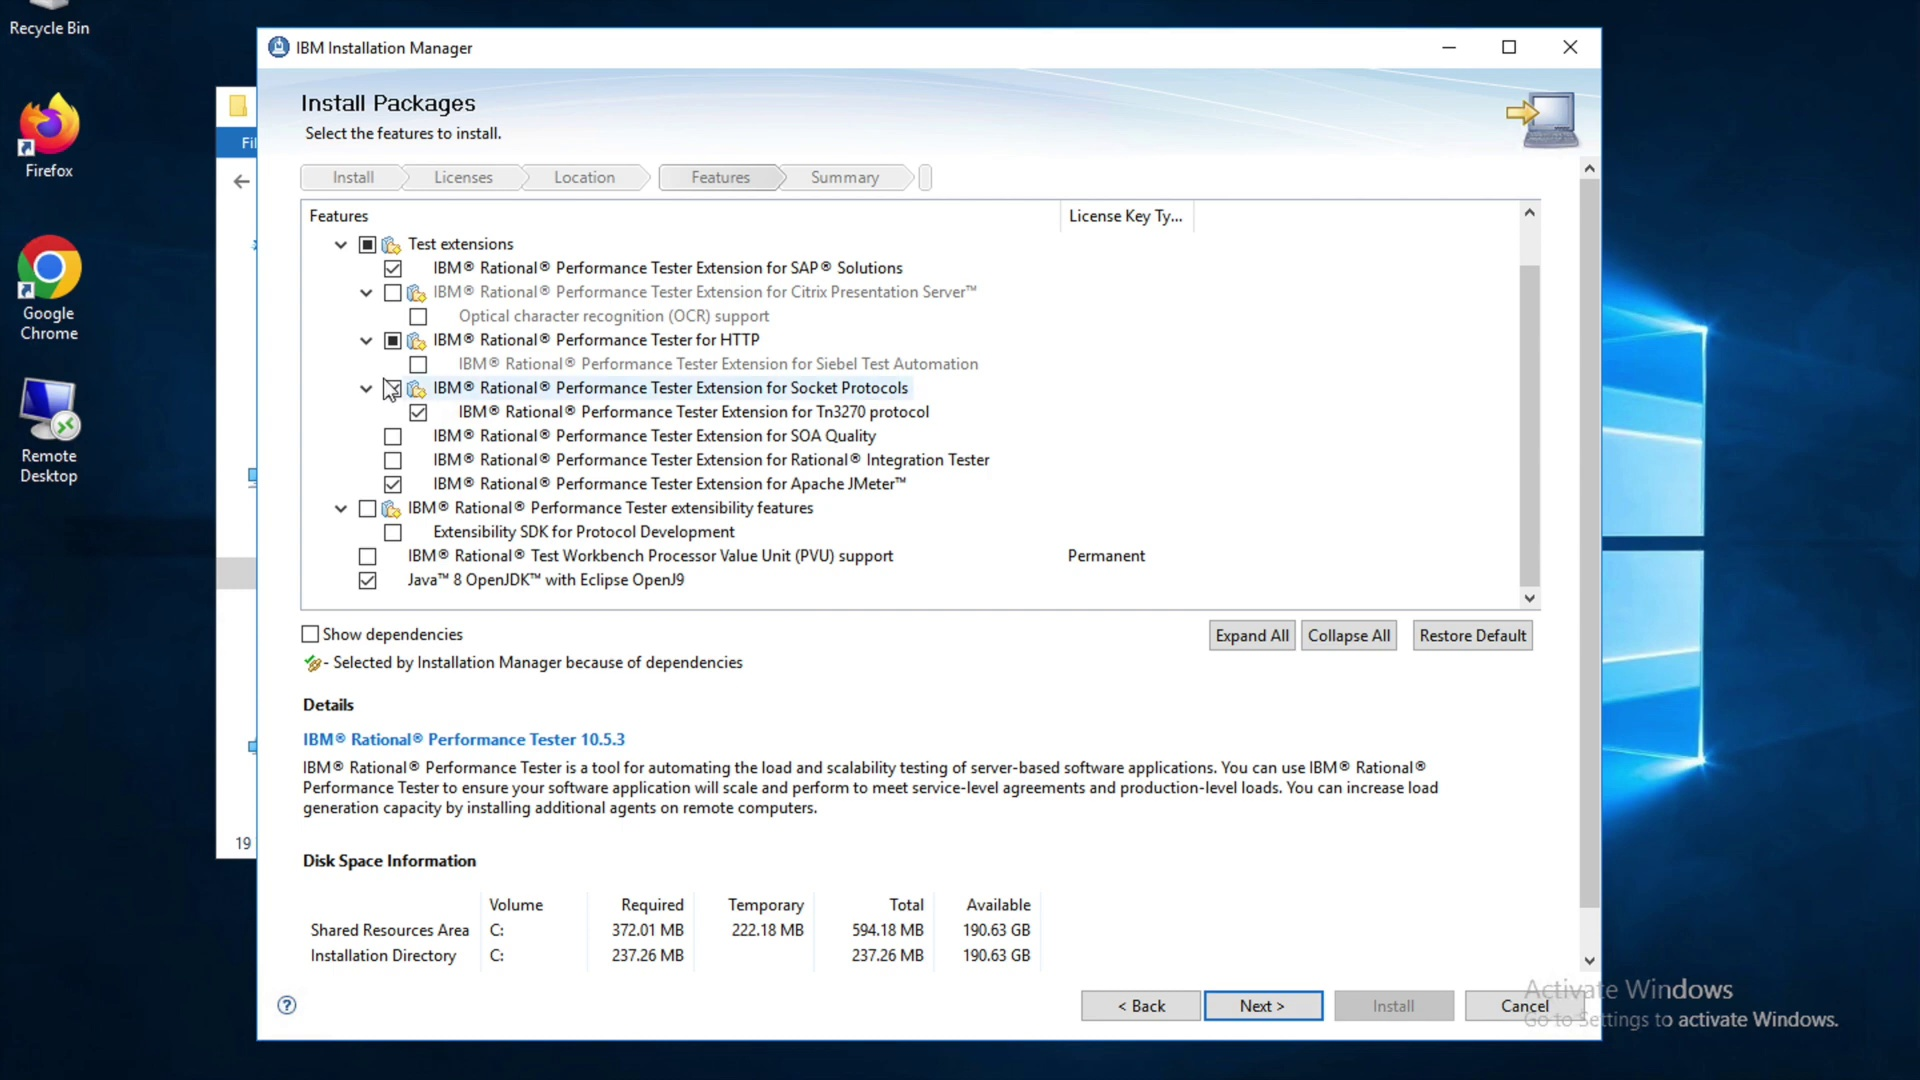 Recycle Bin
Firefox
Google
Chrome
Remote
Desktop
Fil
19
IBM Installation Manager
Install Packages
Select the features to install.
Install
Licenses
Location
Features
Summary
Features
License Key Ty...
Test extensions
IBM® Rational® Performance Tester Extension for SAP® Solutions
IBM® Rational® Performance Tester Extension for Citrix Presentation Server™
Optical character recognition (OCR) support
IBM® Rational® Performance Tester for HTTP
IBM® Rational® Performance Tester Extension for Siebel Test Automation
IBM® Rational® Performance Tester Extension for Socket Protocols
IBM® Rational® Performance Tester Extension for Tn3270 protocol
IBM® Rational® Performance Tester Extension for SOA Quality
IBM® Rational® Performance Tester Extension for Rational® Integration Tester
IBM® Rational® Performance Tester Extension for Apache JMeter™
IBM® Rational® Performance Tester extensibility features
Extensibility SDK for Protocol Development
IBM® Rational® Test Workbench Processor Value Unit (PVU) support Permanent
Java™ 8 OpenJDK™ with Eclipse OpenJ9
Show dependencies
Expand All
Collapse All
Restore Default
- Selected by Installation Manager because of dependencies
Details
IBM® Rational® Performance Tester 10.5.3
IBM® Rational® Performance Tester is a tool for automating the load and scalability testing of server-based software applications. You can use IBM® Rational®
Performance Tester to ensure your software application will scale and perform to meet service-level agreements and production-level loads. You can increase load
generation capacity by installing additional agents on remote computers.
Disk Space Information
Volume Required Temporary Total Available
Shared Resources Area C: 372.01 MB 222.18 MB 594.18 MB 190.63 GB
Installation Directory C: 237.26 MB 237.26 MB 190.63 GB
?
< Back
Next >
Install
Cancel
Activate Windows
Go to Settings to activate Windows.